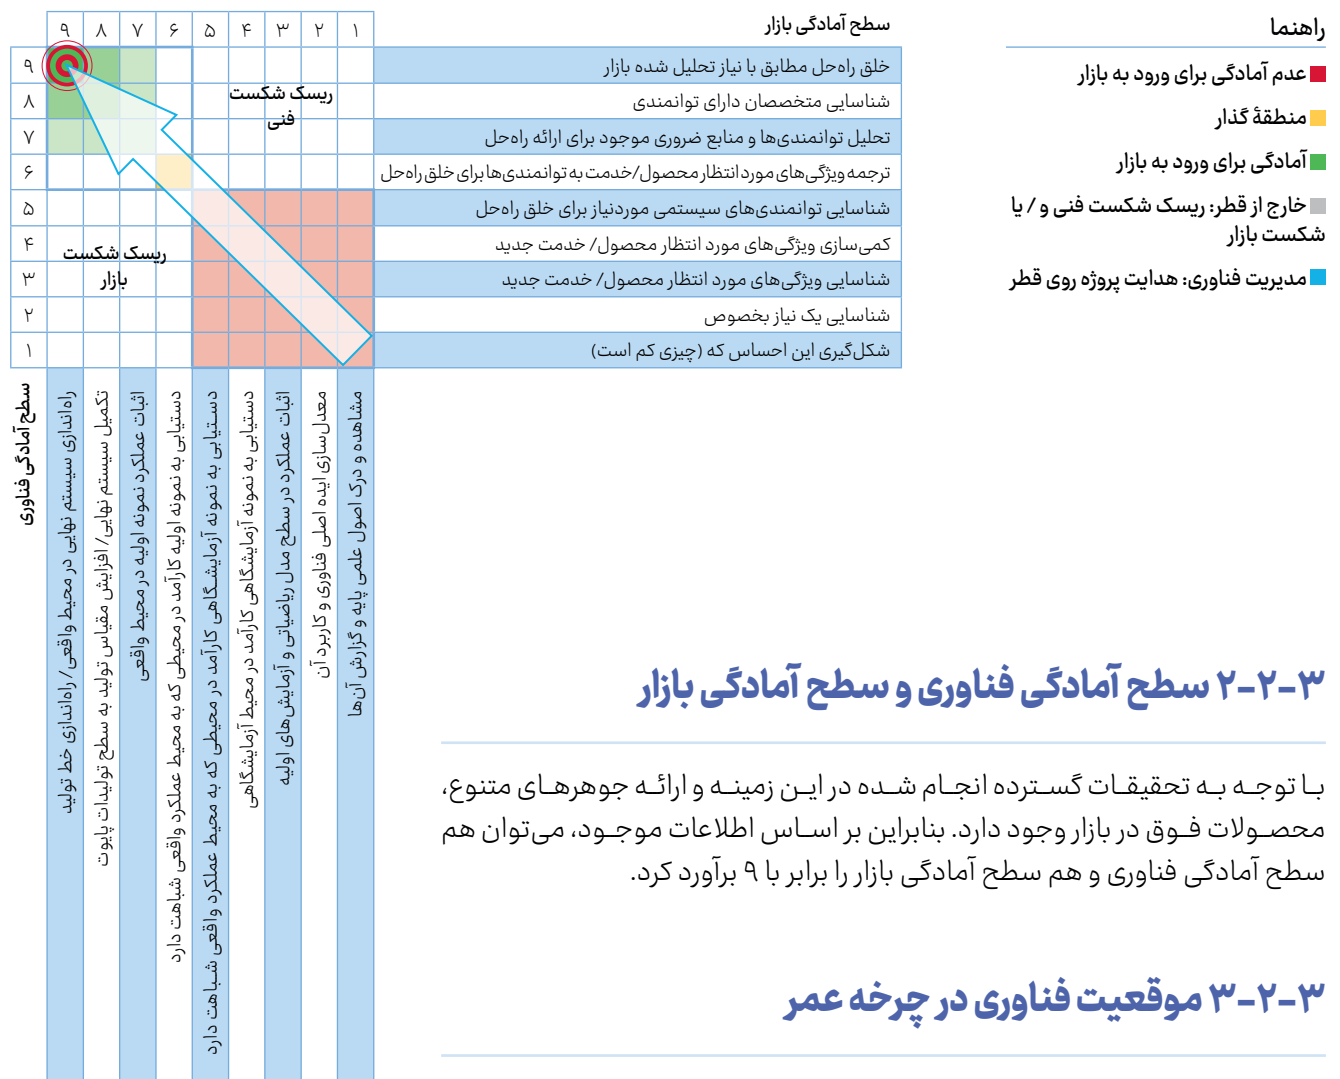 راهنما
عدم آمادگی برای ورود به بازار
منطقهٔ گذار
آمادگی برای ورود به بازار
خارج از قطر: ریسک شکست فنی و / یا
شکست بازار
مدیریت فناوری: هدایت پروژه روی قطر
سطح آمادگی بازار
۱ ۲ ۳ ۴ ۵ ۶ ۷ ۸ ۹
خلق راه‌حل مطابق با نیاز تحلیل شده بازار ۹
شناسایی متخصصان دارای توانمندی ۸
تحلیل توانمندی‌ها و منابع ضروری موجود برای ارائه راه‌حل ۷
ترجمه ویژگی‌های مورد انتظار محصول/خدمت به توانمندی‌ها برای خلق راه‌حل ۶
شناسایی توانمندی‌های سیستمی موردنیاز برای خلق راه‌حل ۵
کمی‌سازی ویژگی‌های مورد انتظار محصول/ خدمت جدید ۴
شناسایی ویژگی‌های مورد انتظار محصول/ خدمت جدید ۳
شناسایی یک نیاز بخصوص ۲
شکل‌گیری این احساس که (چیزی کم است) ۱
ریسک شکست
فنی
ریسک شکست
بازار
مشاهده و درک اصول علمی پایه و گزارش آن‌ها
معدل‌سازی ایده اصلی فناوری و کاربرد آن
اثبات عملکرد در سطح مدل ریاضیاتی و آزمایش‌های اولیه
دستیابی به نمونه آزمایشگاهی کارآمد در محیط آزمایشگاهی
دستیابی به نمونه آزمایشگاهی کارآمد در محیطی که به محیط عملکرد واقعی شباهت دارد
دستیابی به نمونه اولیه کارآمد در محیطی که به محیط عملکرد واقعی شباهت دارد
اثبات عملکرد نمونه اولیه در محیط واقعی
تکمیل سیستم نهایی/ افزایش مقیاس تولید به سطح تولیدات پایوت
راه‌اندازی سیستم نهایی در محیط واقعی/ راه‌اندازی خط تولید
سطح آمادگی فناوری
۲-۲-۳ سطح آمادگی فناوری و سطح آمادگی بازار
با توجه به تحقیقات گسترده انجام شده در این زمینه و ارائه جوهرهای متنوع،
محصولات فوق در بازار وجود دارد. بنابراین بر اساس اطلاعات موجود، می‌توان هم
سطح آمادگی فناوری و هم سطح آمادگی بازار را برابر با ۹ برآورد کرد.
۳-۲-۳ موقعیت فناوری در چرخه عمر